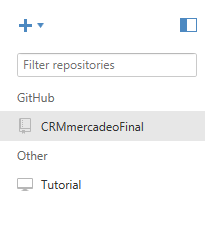 Filter repositories
GitHub
CRMmercadeoFinal
Other
Tutorial